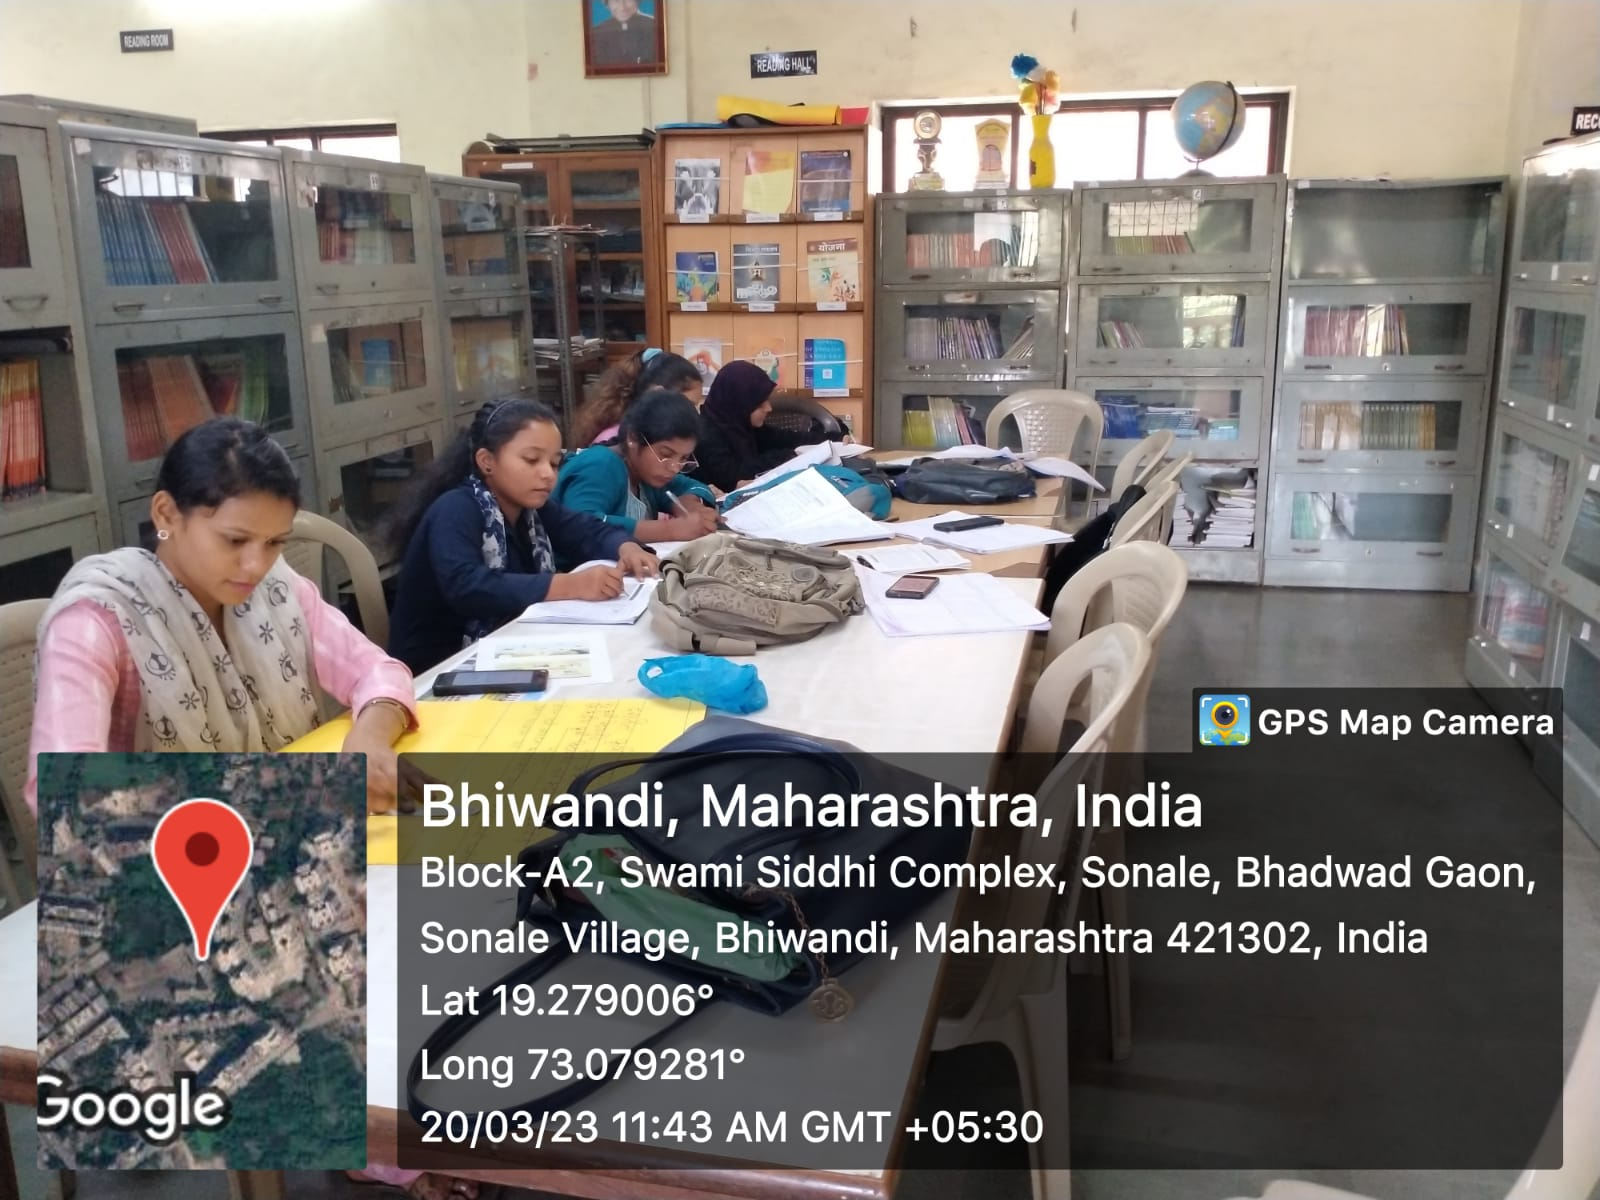 READING ROOM
READING HALL
योजना
GPS Map Camera
Bhiwandi, Maharashtra, India
Block-A2, Swami Siddhi Complex, Sonale, Bhadwad Gaon,
Sonale Village, Bhiwandi, Maharashtra 421302, India
Lat 19.279006°
Long 73.079281°
20/03/23 11:43 AM GMT +05:30
Google